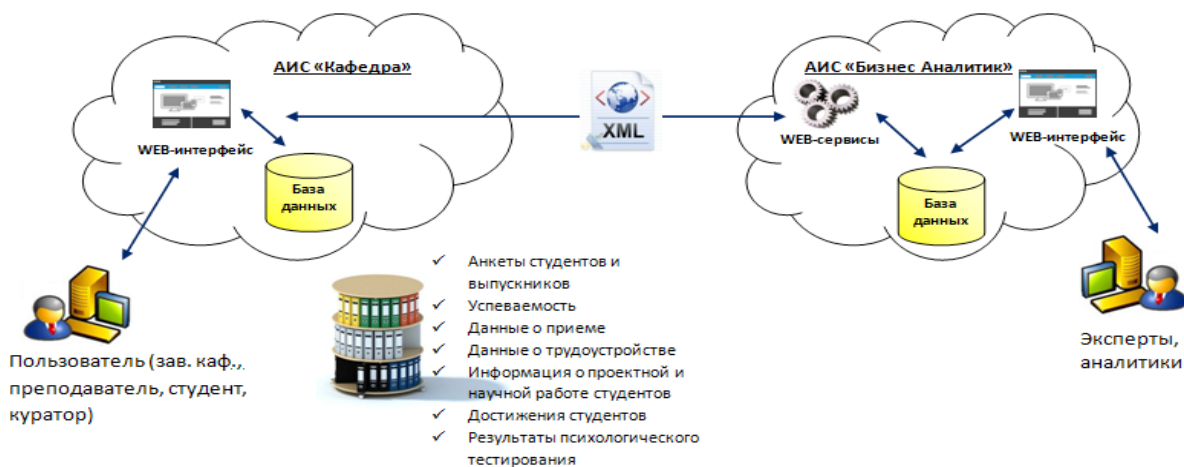 АИС «Кафедра»
WEB-интерфейс
База
данных
XML
АИС «Бизнес Аналитик»
WEB-сервисы
WEB-интерфейс
База
данных
Пользователь (зав. каф.,
преподаватель, студент,
куратор)
✓ Анкеты студентов и
выпускников
✓ Успеваемость
✓ Данные о приеме
✓ Данные о трудоустройстве
✓ Информация о проектной и
научной работе студентов
✓ Достижения студентов
✓ Результаты психологического
тестирования
Эксперты,
аналитики